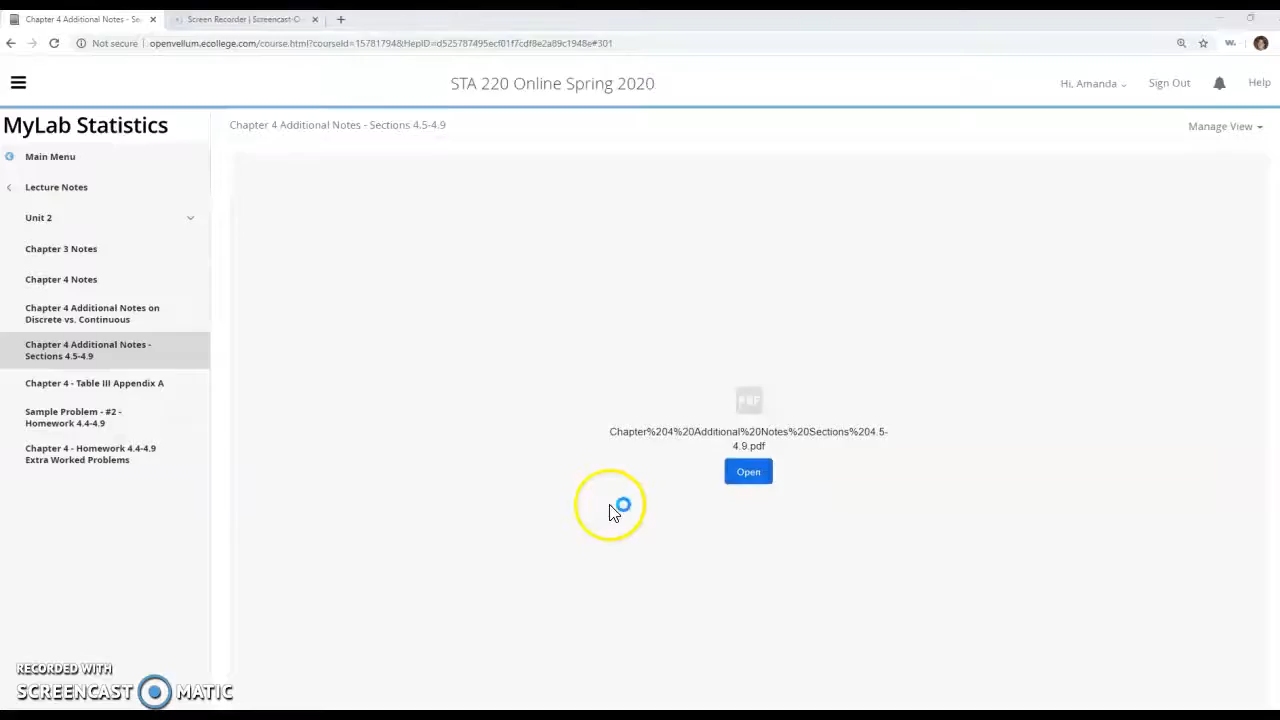 Chapter 4 Additional Notes - Se
Screen Recorder | Screencast-O
Not secure | openvellum.ecollege.com/course.html?courseId=15781794&HepID=d525787495ecf01f7cdf8e2a89c1948e#301
STA 220 Online Spring 2020
Hi, Amanda
Sign Out
Help
MyLab Statistics
Chapter 4 Additional Notes - Sections 4.5-4.9
Manage View
Main Menu
Lecture Notes
Unit 2
Chapter 3 Notes
Chapter 4 Notes
Chapter 4 Additional Notes on
Discrete vs. Continuous
Chapter 4 Additional Notes -
Sections 4.5-4.9
Chapter 4 - Table III Appendix A
Sample Problem - #2 -
Homework 4.4-4.9
Chapter 4 - Homework 4.4-4.9
Extra Worked Problems
PDF
Chapter%204%20Additional%20Notes%20Sections%204.5-
4.9.pdf
Open
RECORDED WITH
SCREENCAST MATIC